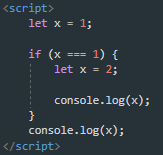 <script>
let x = 1;
if (x === 1) {
let x = 2;
console.log(x);
}
console.log(x);
</script>